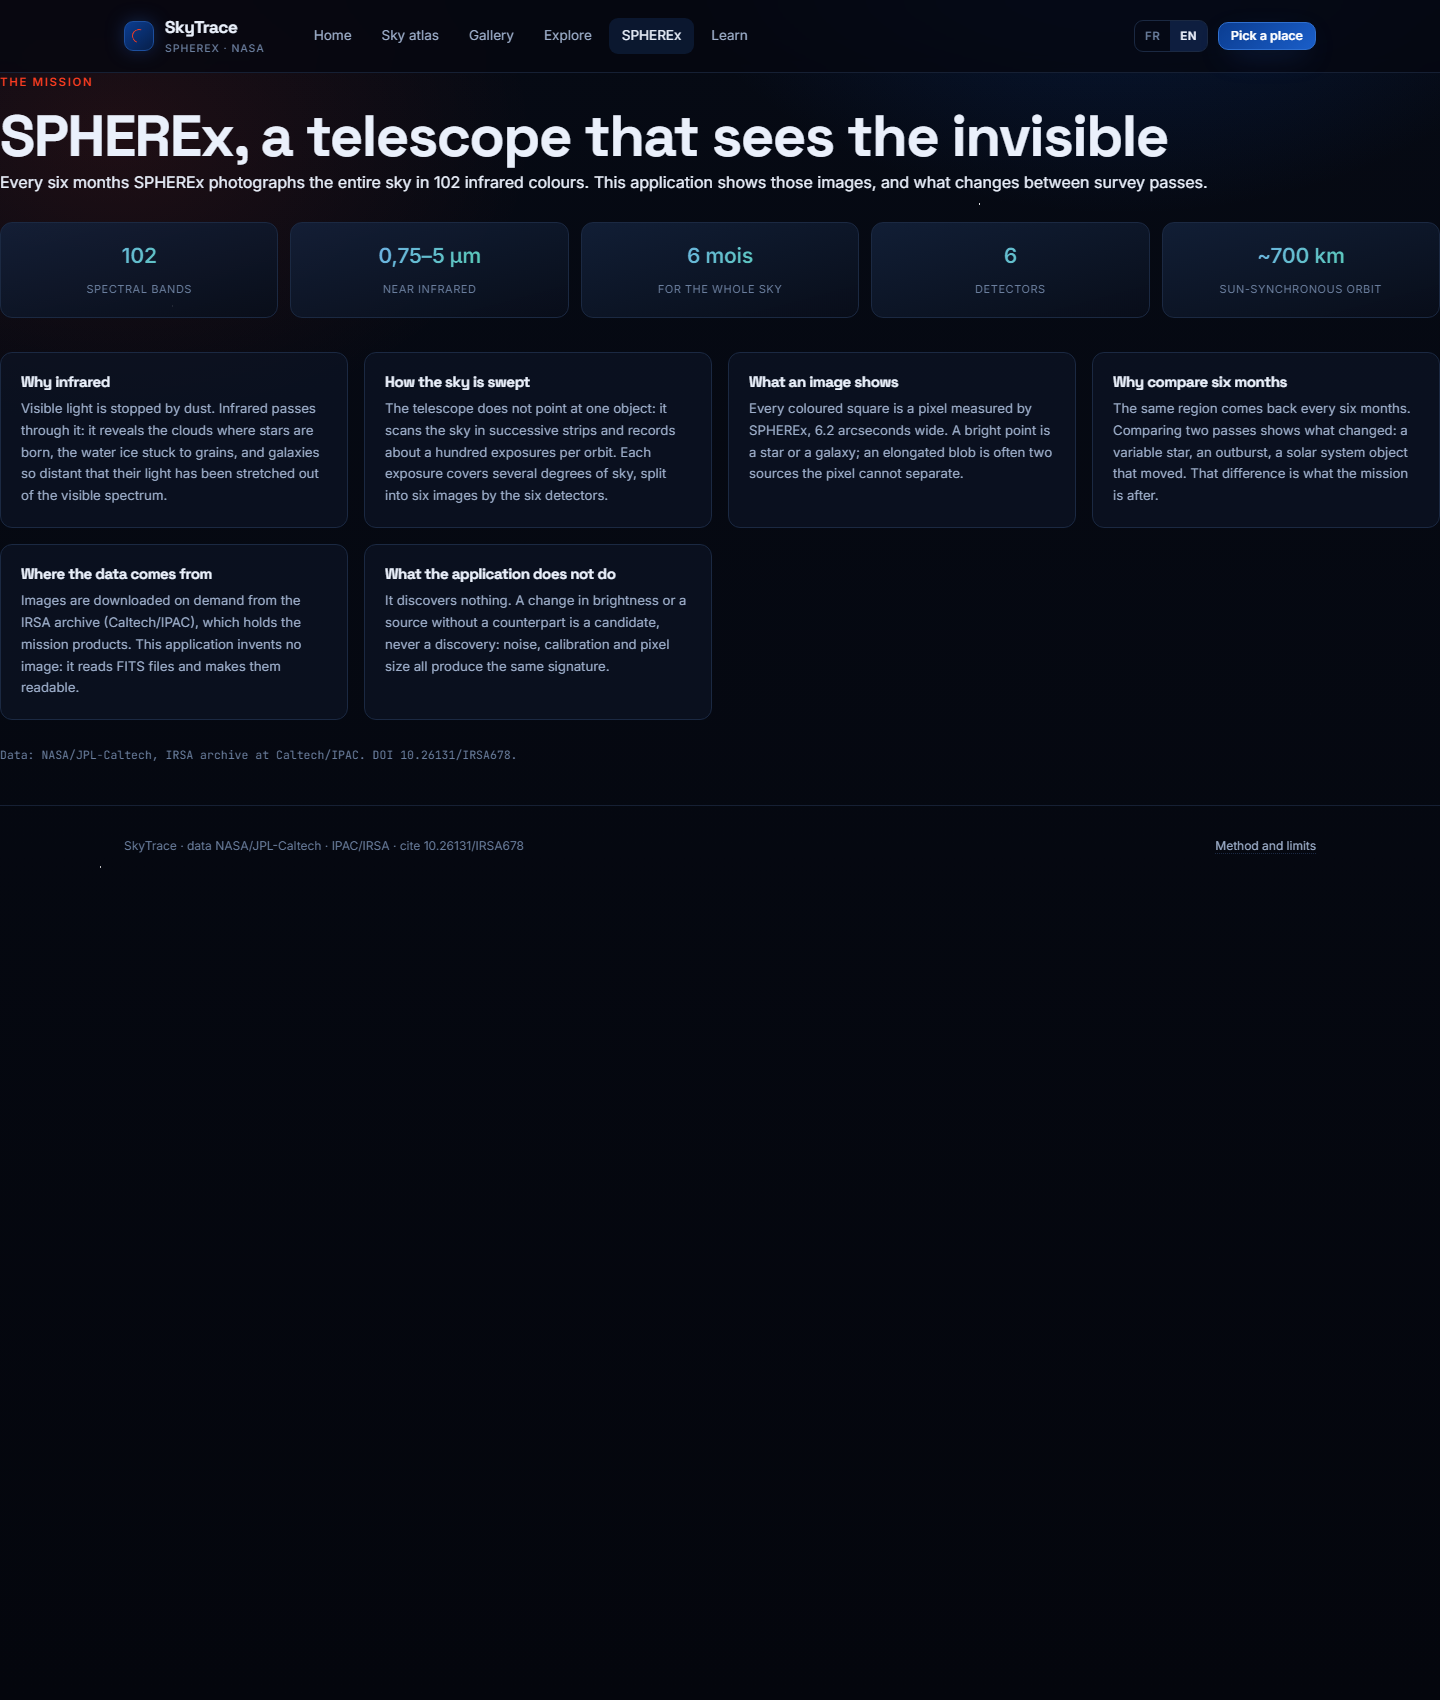 SkyTrace
SPHEREX · NASA
Home
Sky atlas
Gallery
Explore
SPHEREx
Learn
FR
EN
Pick a place
THE MISSION
SPHEREx, a telescope that sees the invisible
Every six months SPHEREx photographs the entire sky in 102 infrared colours. This application shows those images, and what changes between survey passes.
102
SPECTRAL BANDS
0,75–5 µm
NEAR INFRARED
6 mois
FOR THE WHOLE SKY
6
DETECTORS
~700 km
SUN-SYNCHRONOUS ORBIT
Why infrared
Visible light is stopped by dust. Infrared passes
through it: it reveals the clouds where stars are
born, the water ice stuck to grains, and galaxies
so distant that their light has been stretched out
of the visible spectrum.
How the sky is swept
The telescope does not point at one object: it
scans the sky in successive strips and records
about a hundred exposures per orbit. Each
exposure covers several degrees of sky, split
into six images by the six detectors.
What an image shows
Every coloured square is a pixel measured by
SPHEREx, 6.2 arcseconds wide. A bright point is
a star or a galaxy; an elongated blob is often two
sources the pixel cannot separate.
Why compare six months
The same region comes back every six months.
Comparing two passes shows what changed: a
variable star, an outburst, a solar system object
that moved. That difference is what the mission
is after.
Where the data comes from
Images are downloaded on demand from the
IRSA archive (Caltech/IPAC), which holds the
mission products. This application invents no
image: it reads FITS files and makes them
readable.
What the application does not do
It discovers nothing. A change in brightness or a
source without a counterpart is a candidate,
never a discovery: noise, calibration and pixel
size all produce the same signature.
Data: NASA/JPL-Caltech, IRSA archive at Caltech/IPAC. DOI 10.26131/IRSA678.
SkyTrace · data NASA/JPL-Caltech · IPAC/IRSA · cite 10.26131/IRSA678
Method and limits